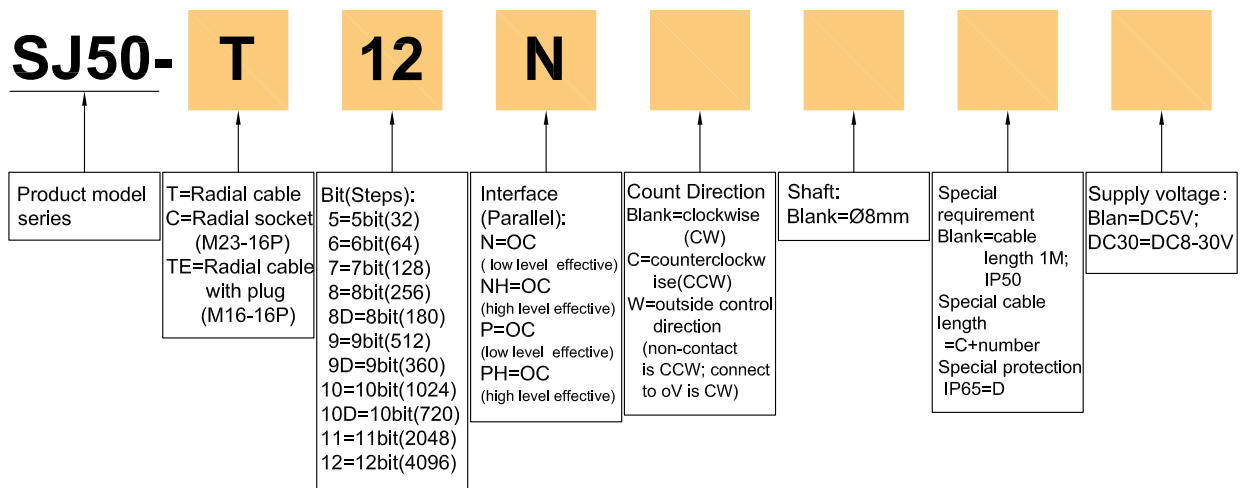 SJ50- T 12 N
Product model
series
T=Radial cable
C=Radial socket
(M23-16P)
TE=Radial cable
with plug
(M16-16P)
Bit(Steps):
5=5bit(32)
6=6bit(64)
7=7bit(128)
8=8bit(256)
8D=8bit(180)
9=9bit(512)
9D=9bit(360)
10=10bit(1024)
10D=10bit(720)
11=11bit(2048)
12=12bit(4096)
Interface
(Parallel):
N=OC
( low level effective)
NH=OC
(high level effective)
P=OC
(low level effective)
PH=OC
(high level effective)
Count Direction
Blank=clockwise
(CW)
C=counterclockw
ise(CCW)
W=outside control
direction
(non-contact
is CCW; connect
to oV is CW)
Shaft:
Blank=Ø8mm
Special
requirement
Blank=cable
length 1M;
IP50
Special cable
length
=C+number
Special protection
IP65=D
Supply voltage:
Blan=DC5V;
DC30=DC8-30V